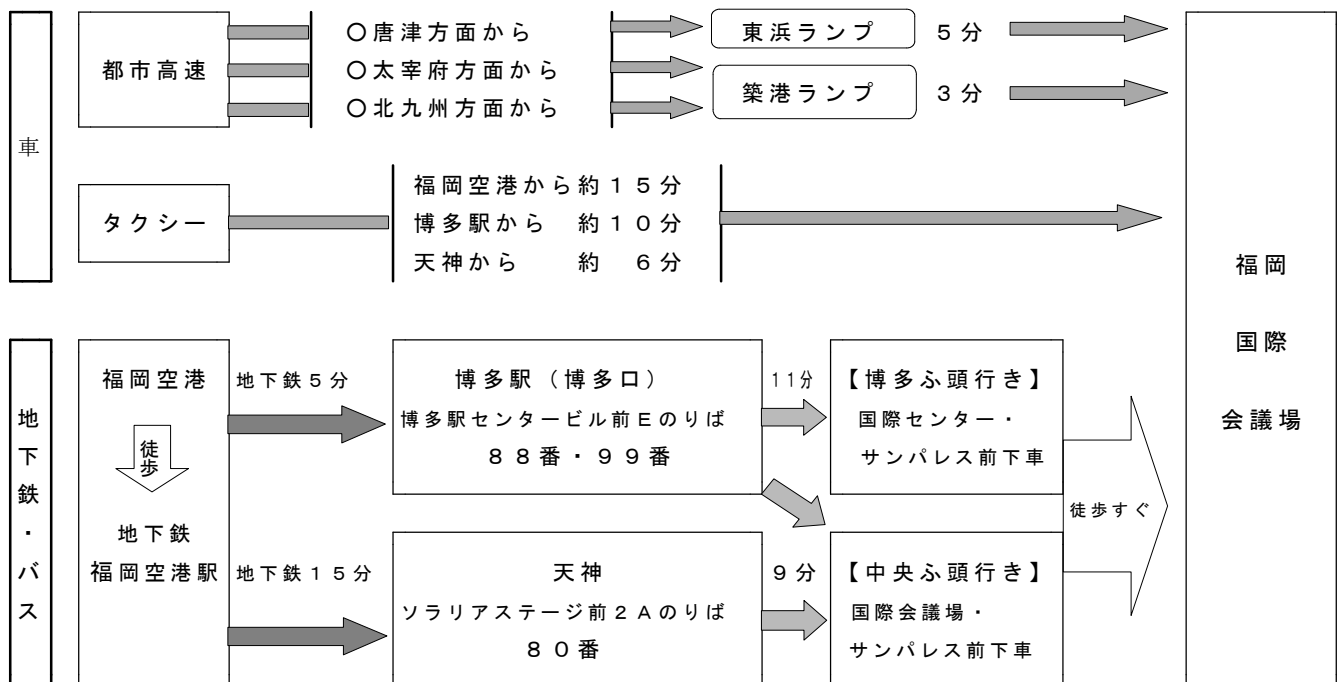 車
都市高速
〇唐津方面から
〇太宰府方面から
〇北九州方面から
東浜ランプ
５分
築港ランプ
３分
タクシー
福岡空港から約１５分
博多駅から　約１０分
天神から　　約　６分
地下鉄・バス
福岡空港
徒歩
地下鉄
福岡空港駅
地下鉄５分
博多駅（博多口）
博多駅センタービル前Ｅのりば
８８番・９９番
11分
【博多ふ頭行き】
国際センター・
サンパレス前下車
地下鉄１５分
天神
ソラリアステージ前２Ａのりば
８０番
９分
【中央ふ頭行き】
国際会議場・
サンパレス前下車
徒歩すぐ
福岡
国際
会議場